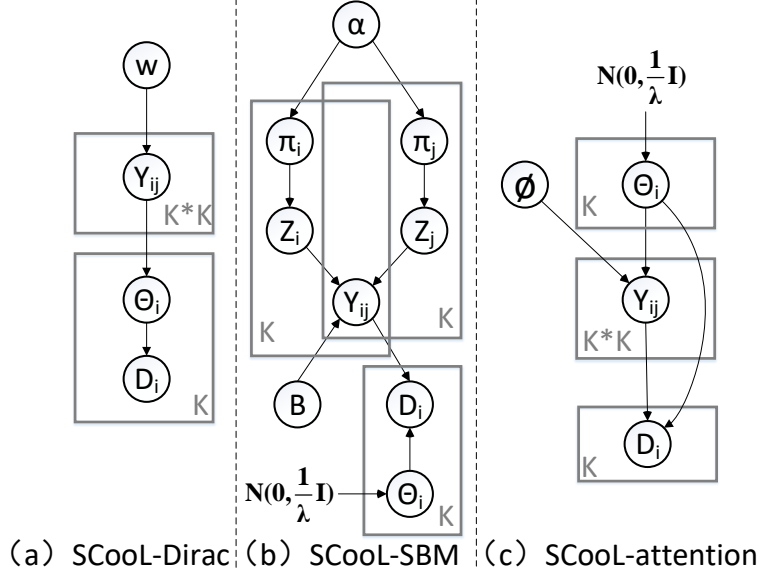 w
Y_ij
K*K
Θ_i
D_i
K
(a) SCooL-Dirac
α
π_i
π_j
Z_i
Z_j
Y_ij
K
K
B
D_i
N(0, 1/λ I)
Θ_i
K
(b) SCooL-SBM
N(0, 1/λ I)
Θ_i
K
ϕ
Y_ij
K*K
D_i
K
(c) SCooL-attention